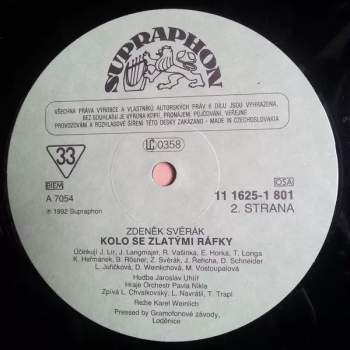 SUPRAPHON
VŠECHNA PRÁVA VÝROBCE A VLASTNÍKŮ AUTORSKÝCH PRÁV K DÍLU JSOU VYHRAZENA.
BEZ SOUHLASU JE VÝROBA KOPIÍ, PRONÁJEM, PŮJČOVÁNÍ, VEŘEJNÉ
PROVOZOVÁNÍ A ROZHLASOVÉ ŠÍŘENÍ TÉTO DESKY ZAKÁZÁNO - MADE IN CZECHOSLOVAKIA
33
LC 0358
BIEM
OSA
A 7054
11 1625-1 801
℗ 1992 Supraphon
2. STRANA
ZDENĚK SVĚRÁK
KOLO SE ZLATÝMI RÁFKY
Účinkují J. Lír, J. Langmajer, R. Vašinka, E. Horká, T. Longa
K. Heřmánek, B. Rösner, Z. Svěrák, J. Řeřicha, D. Schneider
L. Juřičková, D. Weinlichová, M. Vostoupalová
Hudba Jaroslav Uhlíř
Hraje Orchestr Pavla Nikla
Zpívá L. Chvalkovský, L. Navrátil, T. Trapl
Režie Karel Weinlich
Pressed by Gramofonové závody,
Loděnice